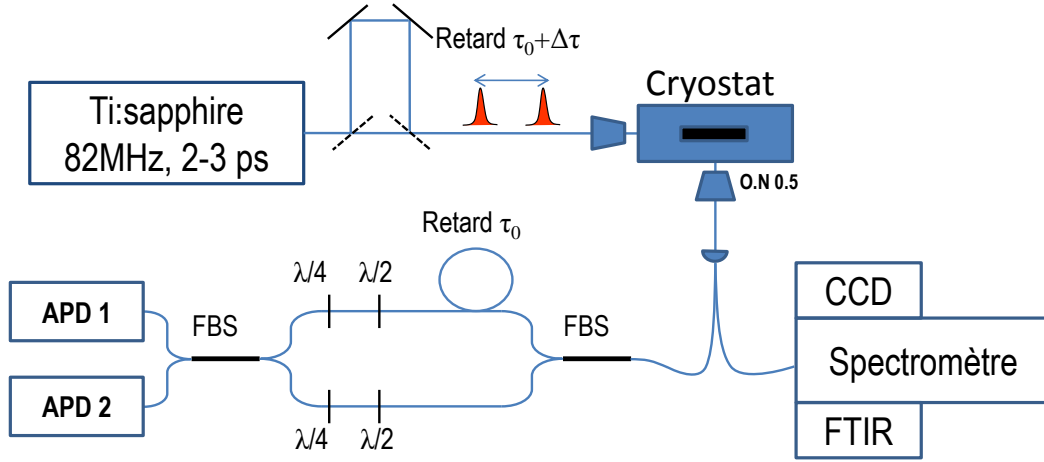 Retard τ0+Δτ
Cryostat
Ti:sapphire
82MHz, 2-3 ps
O.N 0.5
Retard τ0
λ/4
λ/2
APD 1
FBS
FBS
CCD
Spectromètre
APD 2
λ/4
λ/2
FTIR